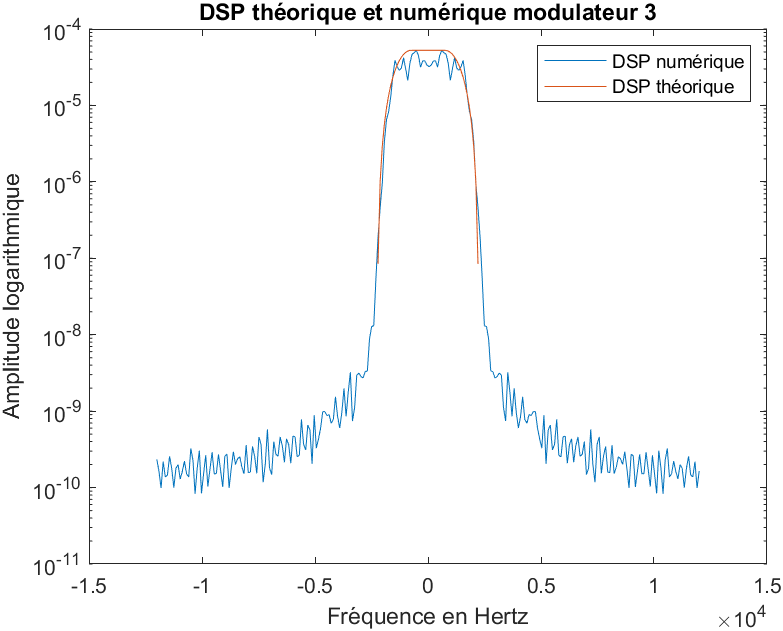 DSP théorique et numérique modulateur 3
DSP numérique
DSP théorique
Amplitude logarithmique
10^-4
10^-5
10^-6
10^-7
10^-8
10^-9
10^-10
10^-11
-1.5 -1 -0.5 0 0.5 1 1.5
Fréquence en Hertz
×10^4